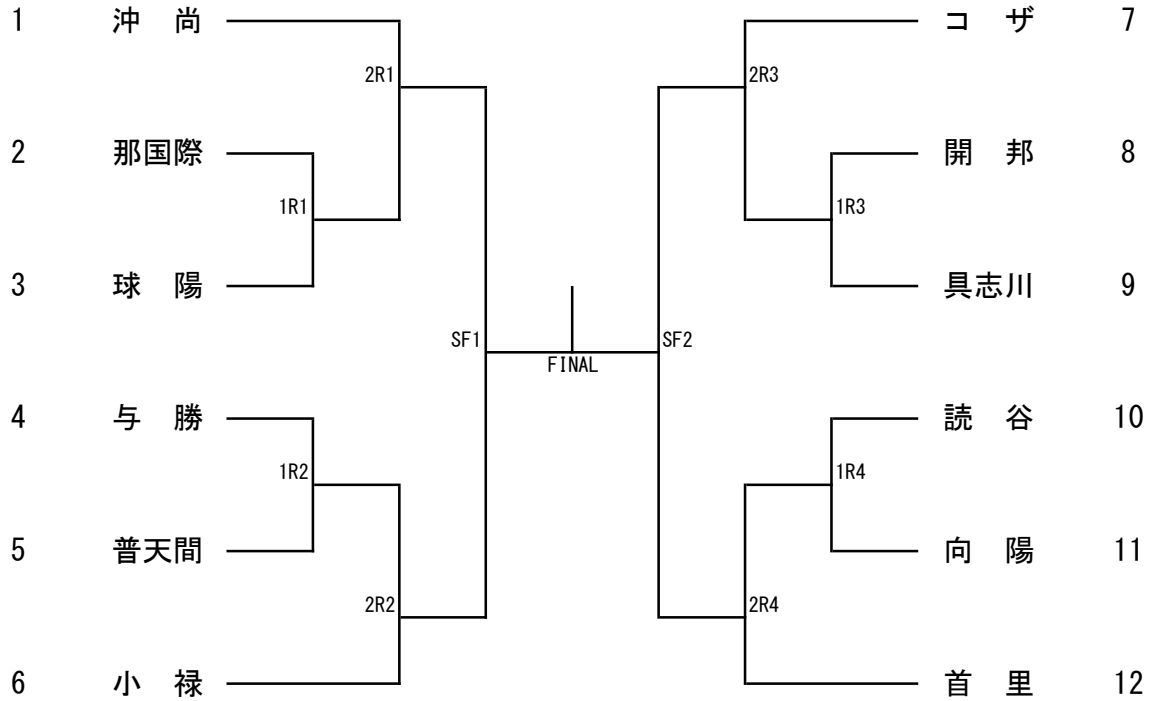 1 沖 尚 コ ザ 7
2R1 2R3
2 那国際 開 邦 8
1R1 1R3
3 球 陽 具志川 9
SF1 SF2
FINAL
4 与 勝 読 谷 10
1R2 1R4
5 普天間 向 陽 11
2R2 2R4
6 小 禄 首 里 12